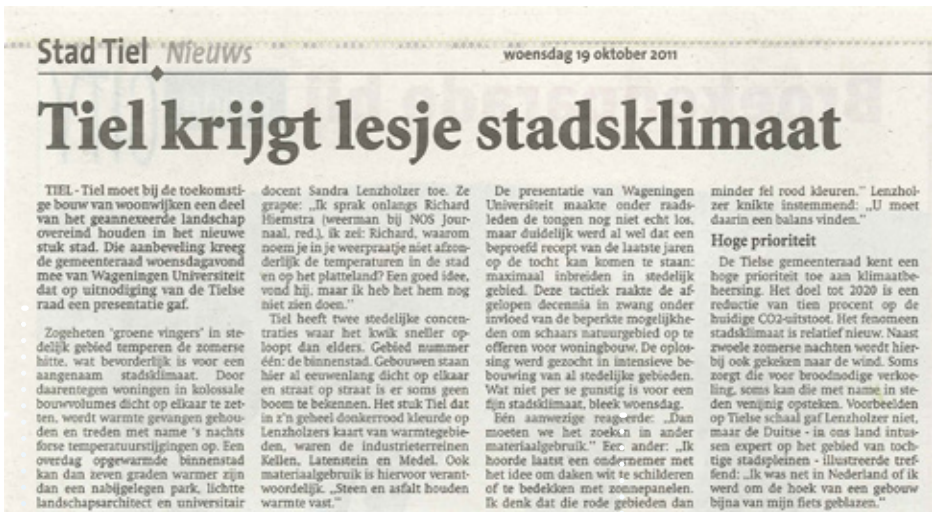 Stad Tiel Nieuws
woensdag 19 oktober 2011
Tiel krijgt lesje stadsklimaat
TIEL - Tiel moet bij de toekomsti-
ge bouw van woonwijken een deel
van het geannexeerde landschap
overeind houden in het nieuwe
stuk stad. Die aanbeveling kreeg
de gemeenteraad woensdagavond
mee van Wageningen Universiteit
dat op uitnodiging van de Tielse
raad een presentatie gaf.
Zogeheten 'groene vingers' in ste-
delijk gebied temperen de zomerse
hitte, wat bevorderlijk is voor een
aangenaam stadsklimaat. Door
daarentegen woningen in kolossale
bouwvolumes dicht op elkaar te zet-
ten, wordt warmte gevangen gehou-
den en treden met name 's nachts
forse temperatuurstijgingen op. Een
overdag opgewarmde binnenstad
kan dan zeven graden warmer zijn
dan een nabijgelegen park, lichtte
landschapsarchitect en universitair
docent Sandra Lenzholzer toe. Ze
grapte: „Ik sprak onlangs Richard
Hiemstra (weerman bij NOS Jour-
naal, red.), ik zei: Richard, waarom
noem je in je weerpraatje niet afzon-
derlijk de temperaturen in de stad
en op het platteland? Een goed idee,
vond hij, maar ik heb het hem nog
niet zien doen."
Tiel heeft twee stedelijke concen-
traties waar het kwik sneller op-
loopt dan elders. Gebied nummer
één: de binnenstad. Gebouwen staan
hier al eeuwenlang dicht op elkaar
en straat op straat is er soms geen
boom te bekennen. Het stuk Tiel dat
in z'n geheel donkerrood kleurde op
Lenzholzers kaart van warmtegebie-
den, waren de industrieterreinen
Kellen, Latenstein en Medel. Ook
materiaalgebruik is hiervoor verant-
woordelijk. „Steen en asfalt houden
warmte vast."
De presentatie van Wageningen
Universiteit maakte onder raads-
leden de tongen nog niet echt los,
maar duidelijk werd al wel dat een
beproefd recept van de laatste jaren
op de tocht kan komen te staan:
maximaal inbreiden in stedelijk
gebied. Deze tactiek raakte de af-
gelopen decennia in zwang onder
invloed van de beperkte mogelijkhe-
den om schaars natuurgebied op te
offeren voor woningbouw. De oplos-
sing werd gezocht in intensieve be-
bouwing van al stedelijke gebieden.
Wat niet per se gunstig is voor een
fijn stadsklimaat, bleek woensdag.
Eén aanwezige reageerde: „Dan
moeten we het zoeken in ander
materiaalgebruik." Een ander: „Ik
hoorde laatst een ondernemer met
het idee om daken wit te schilderen
of te bedekken met zonnepanelen.
Ik denk dat die rode gebieden dan
minder fel rood kleuren." Lenzhol-
zer knikte instemmend: „U moet
daarin een balans vinden."
Hoge prioriteit
De Tielse gemeenteraad kent een
hoge prioriteit toe aan klimaatbe-
heersing. Het doel tot 2020 is een
reductie van tien procent op de
huidige CO2-uitstoot. Het fenomeen
stadsklimaat is relatief nieuw. Naast
zwoele zomerse nachten wordt hier-
bij ook gekeken naar de wind. Soms
zorgt die voor broodnodige verkoe-
ling, soms kan die met name in ste-
den venijnig opsteken. Voorbeelden
op Tielse schaal gaf Lenzholzer niet,
maar de Duitse - in ons land intus-
sen expert op het gebied van toch-
tige stadspleinen - illustreerde tref-
fend: „Ik was net in Nederland of ik
werd om de hoek van een gebouw
bijna van mijn fiets geblazen."